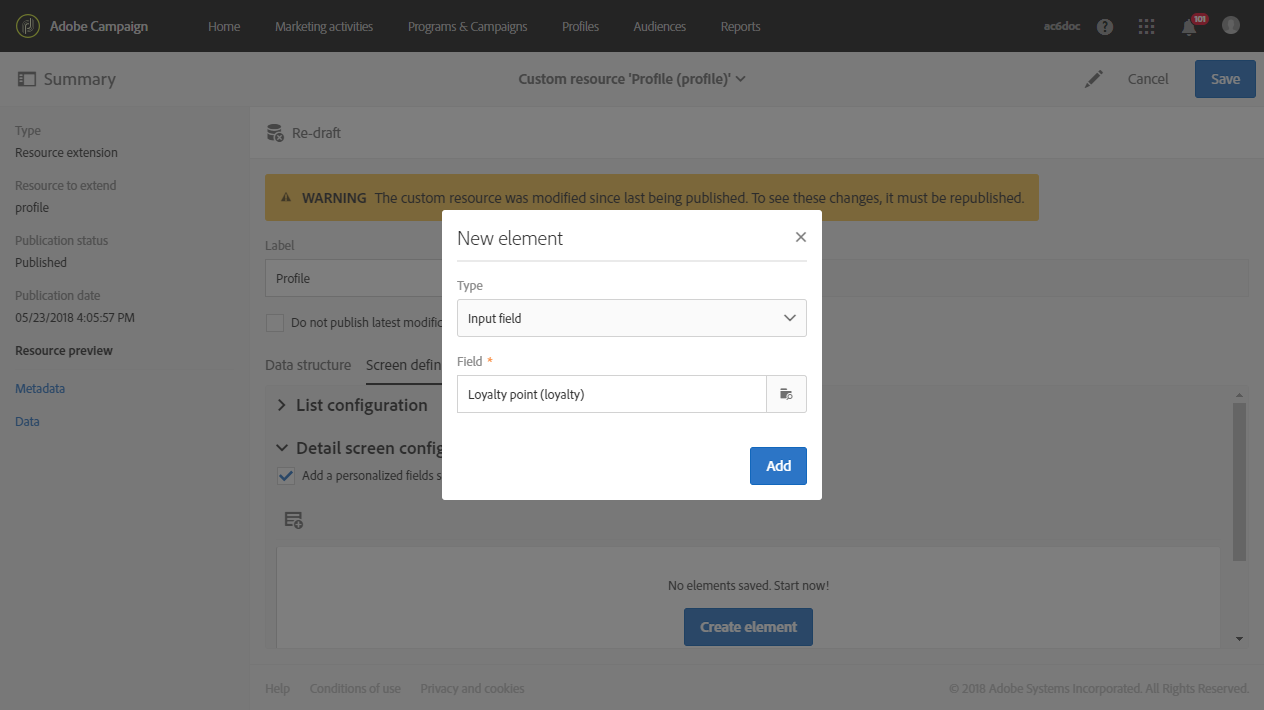 Adobe Campaign Home Marketing activities Programs & Campaigns Profiles Audiences Reports ac6doc 101
Summary Custom resource 'Profile (profile)' Cancel Save
Type
Resource extension
Resource to extend
profile
Publication status
Published
Publication date
05/23/2018 4:05:57 PM
Resource preview
Metadata
Data
Re-draft
WARNING The custom resource was modified since last being published. To see these changes, it must be republished.
Label
Profile
Do not publish latest modific
Data structure Screen defin
List configuration
Detail screen config
Add a personalized fields s
No elements saved. Start now!
Create element
New element
Type
Input field
Field *
Loyalty point (loyalty)
Add
Help Conditions of use Privacy and cookies © 2018 Adobe Systems Incorporated. All Rights Reserved.